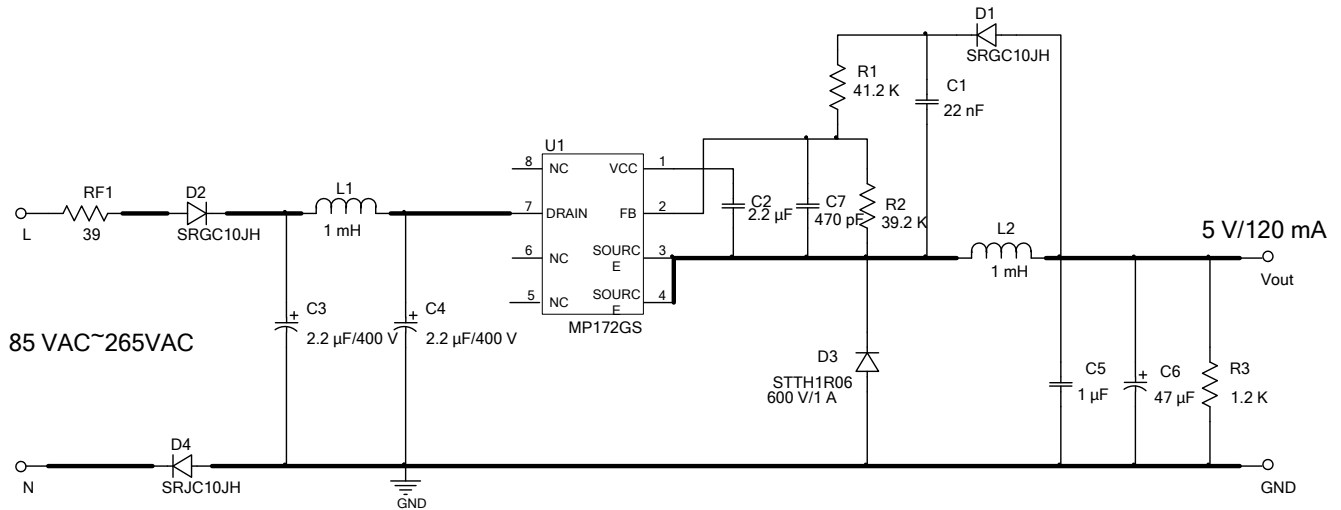 D1
SRGC10JH
R1
41.2 K
C1
22 nF
U1
8
NC
VCC
1
RF1
39
L
D2
SRGC10JH
L1
1 mH
7
DRAIN
FB
2
C2
2.2 µF
C7
470 pF
R2
39.2 K
6
NC
SOURC
E
3
5
NC
SOURC
E
4
MP172GS
L2
1 mH
5 V/120 mA
Vout
C3
+
2.2 µF/400 V
C4
+
2.2 µF/400 V
85 VAC~265VAC
D3
STTH1R06
600 V/1 A
C5
1 µF
C6
+
47 µF
R3
1.2 K
D4
SRJC10JH
N
GND
GND